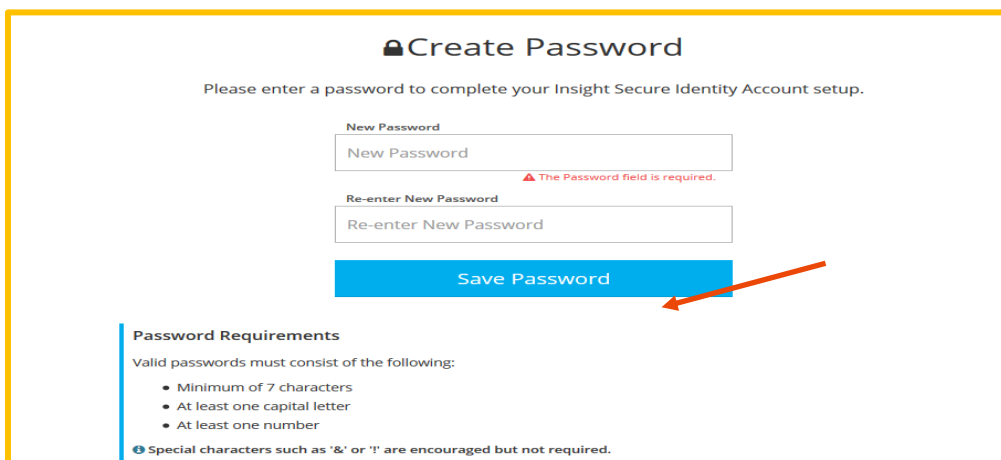 Create Password
Please enter a password to complete your Insight Secure Identity Account setup.
New Password
New Password
The Password field is required.
Re-enter New Password
Re-enter New Password
Save Password
Password Requirements
Valid passwords must consist of the following:
• Minimum of 7 characters
• At least one capital letter
• At least one number
Special characters such as '&' or '!' are encouraged but not required.